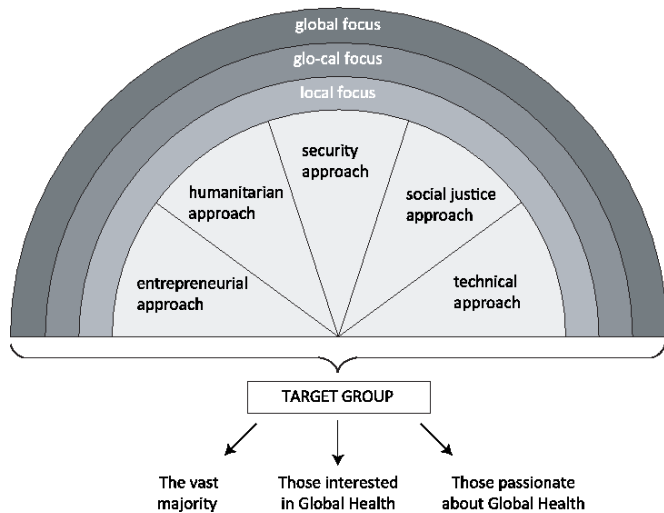 global focus
glo-cal focus
local focus
security
approach
humanitarian
approach
social justice
approach
entrepreneurial
approach
technical
approach
TARGET GROUP
The vast
majority
Those interested
in Global Health
Those passionate
about Global Health